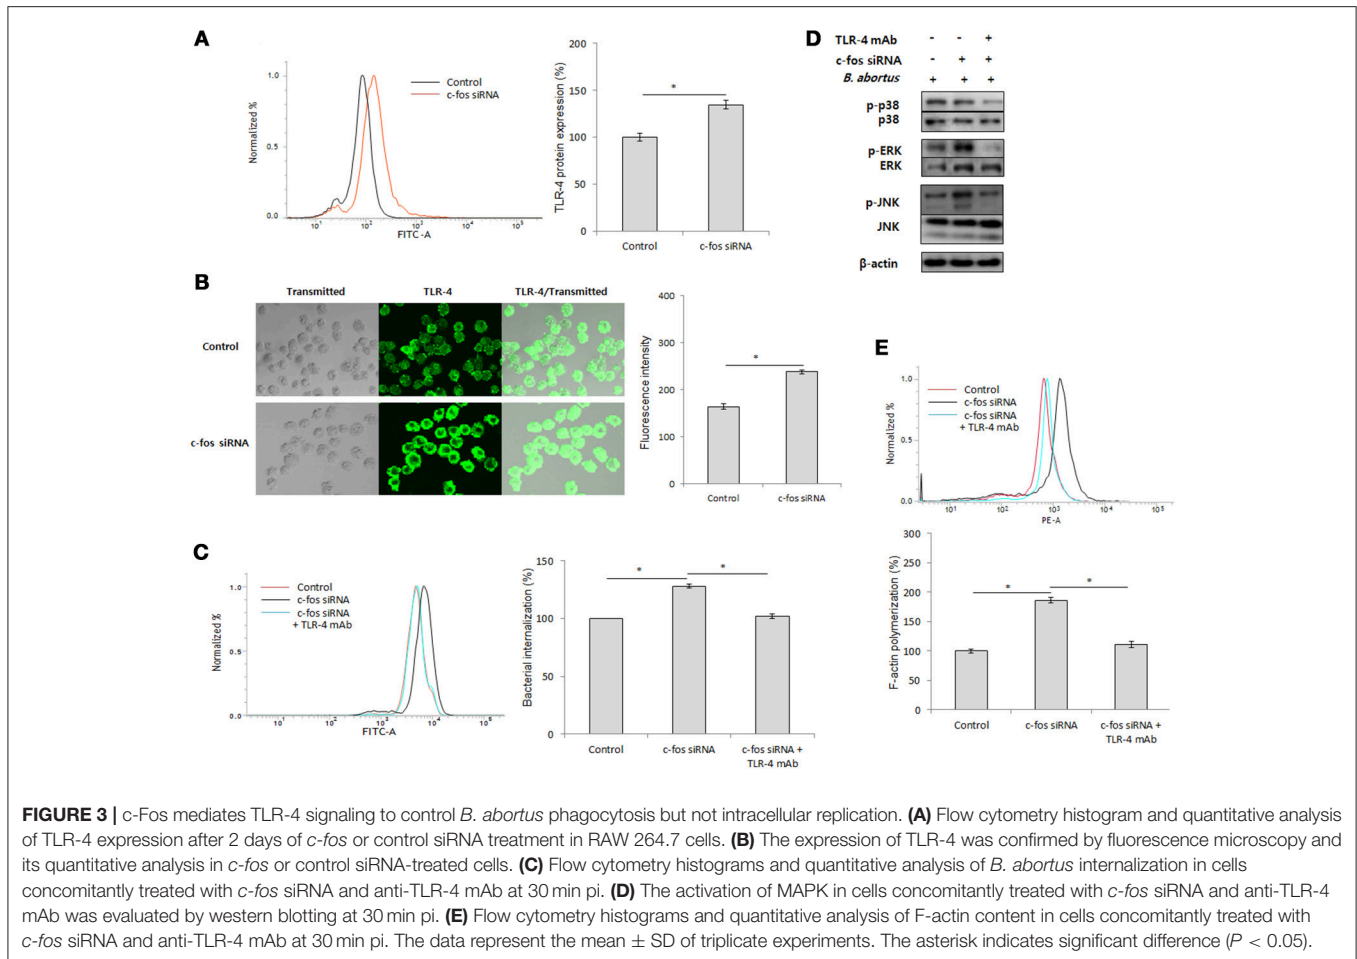 A
Normalized %
1.0
0.5
0.0
Control
c-fos siRNA
10¹ 10² 10³ 10⁴ 10⁵
FITC -A
TLR-4 protein expression (%)
200
150
100
50
0
*
Control c-fos siRNA
B
Transmitted TLR-4 TLR-4/Transmitted
Control
c-fos siRNA
Fluorescence intensity
400
300
200
100
0
*
Control c-fos siRNA
C
Normalized %
1.0
0.5
0.0
Control
c-fos siRNA
c-fos siRNA
+ TLR-4 mAb
10¹ 10² 10³ 10⁴
FITC-A
Bacterial internalization (%)
150
100
50
0
* *
Control c-fos siRNA c-fos siRNA +
TLR-4 mAb
D
TLR-4 mAb - - +
c-fos siRNA - + +
B. abortus + + +
p-p38
p38
p-ERK
ERK
p-JNK
JNK
β-actin
E
Normalized %
1.0
0.5
0.0
Control
c-fos siRNA
c-fos siRNA
+ TLR-4 mAb
10¹ 10² 10³ 10⁴ 10⁵
PE-A
F-actin polymerization (%)
300
250
200
150
100
50
0
* *
Control c-fos siRNA c-fos siRNA +
TLR-4 mAb
FIGURE 3 | c-Fos mediates TLR-4 signaling to control B. abortus phagocytosis but not intracellular replication. (A) Flow cytometry histogram and quantitative analysis
of TLR-4 expression after 2 days of c-fos or control siRNA treatment in RAW 264.7 cells. (B) The expression of TLR-4 was confirmed by fluorescence microscopy and
its quantitative analysis in c-fos or control siRNA-treated cells. (C) Flow cytometry histograms and quantitative analysis of B. abortus internalization in cells
concomitantly treated with c-fos siRNA and anti-TLR-4 mAb at 30 min pi. (D) The activation of MAPK in cells concomitantly treated with c-fos siRNA and anti-TLR-4
mAb was evaluated by western blotting at 30 min pi. (E) Flow cytometry histograms and quantitative analysis of F-actin content in cells concomitantly treated with
c-fos siRNA and anti-TLR-4 mAb at 30 min pi. The data represent the mean ± SD of triplicate experiments. The asterisk indicates significant difference (P < 0.05).